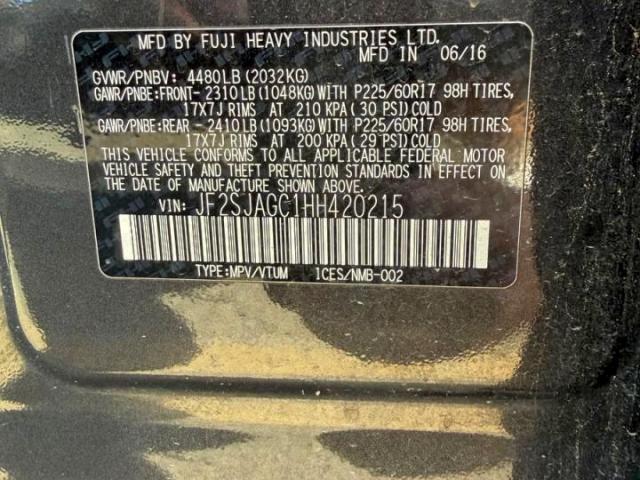 MFD BY FUJI HEAVY INDUSTRIES LTD.
MFD IN 06/16
GVWR/PNBV: 4480LB(2032KG)
GAWR/PNBE:FRONT- 2310LB(1048KG)WITH P225/60R17 98H TIRES,
17X7J RIMS AT 210 KPA(30 PSI)COLD
GAWR/PNBE:REAR -2410LB(1093KG)WITH P225/60R17 98H TIRES,
17X7J RIMS AT 200 KPA(29 PSI)COLD
THIS VEHICLE CONFORMS TO ALL APPLICABLE FEDERAL MOTOR
VEHICLE SAFETY AND THEFT PREVENTION STANDARDS IN EFFECT ON
THE DATE OF MANUFACTURE SHOWN ABOVE.
VIN: JF2SJAGC1HH420215
TYPE:MPV/VTUM ICES/NMB-002